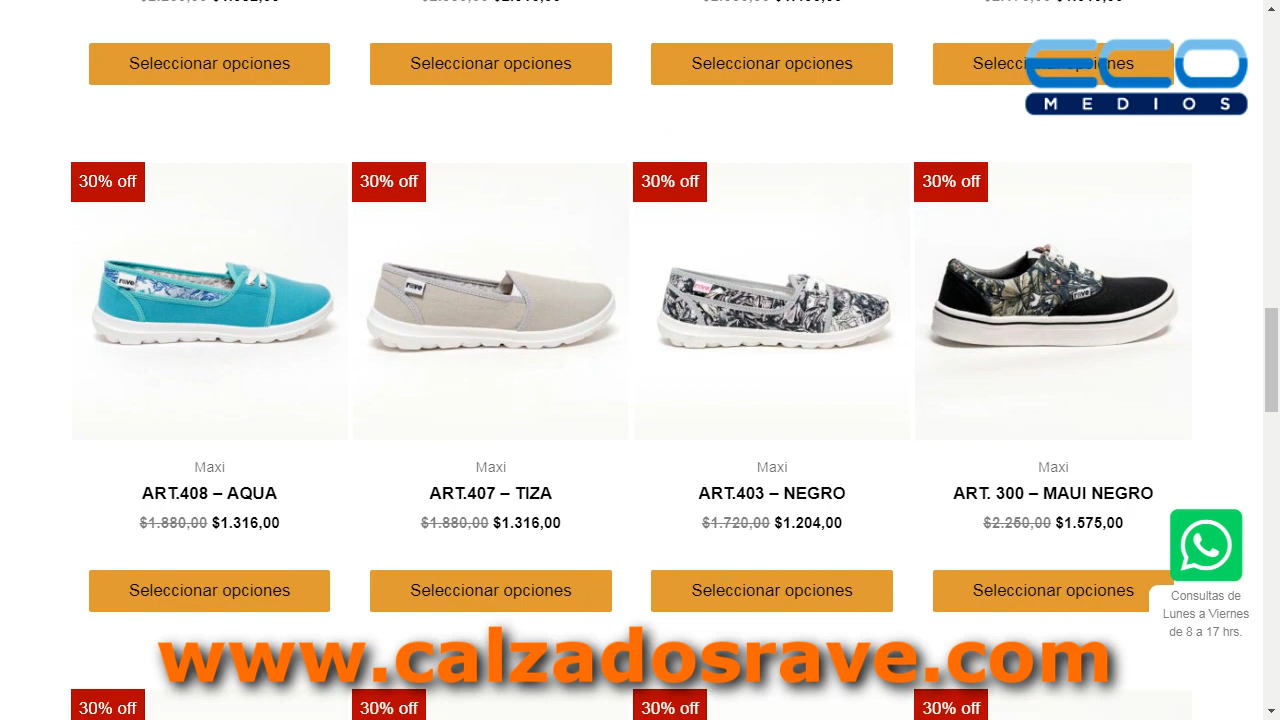 Seleccionar opciones Seleccionar opciones Seleccionar opciones Seleccionar opciones
ECO
MEDIOS
30% off 30% off 30% off 30% off
rave rave rave
Maxi Maxi Maxi Maxi
ART.408 – AQUA ART.407 – TIZA ART.403 – NEGRO ART. 300 – MAUI NEGRO
$1.880,00 $1.316,00 $1.880,00 $1.316,00 $1.720,00 $1.204,00 $2.250,00 $1.575,00
Seleccionar opciones Seleccionar opciones Seleccionar opciones Seleccionar opciones
Consultas de
Lunes a Viernes
de 8 a 17 hrs.
www.calzadosrave.com
30% off 30% off 30% off 30% off